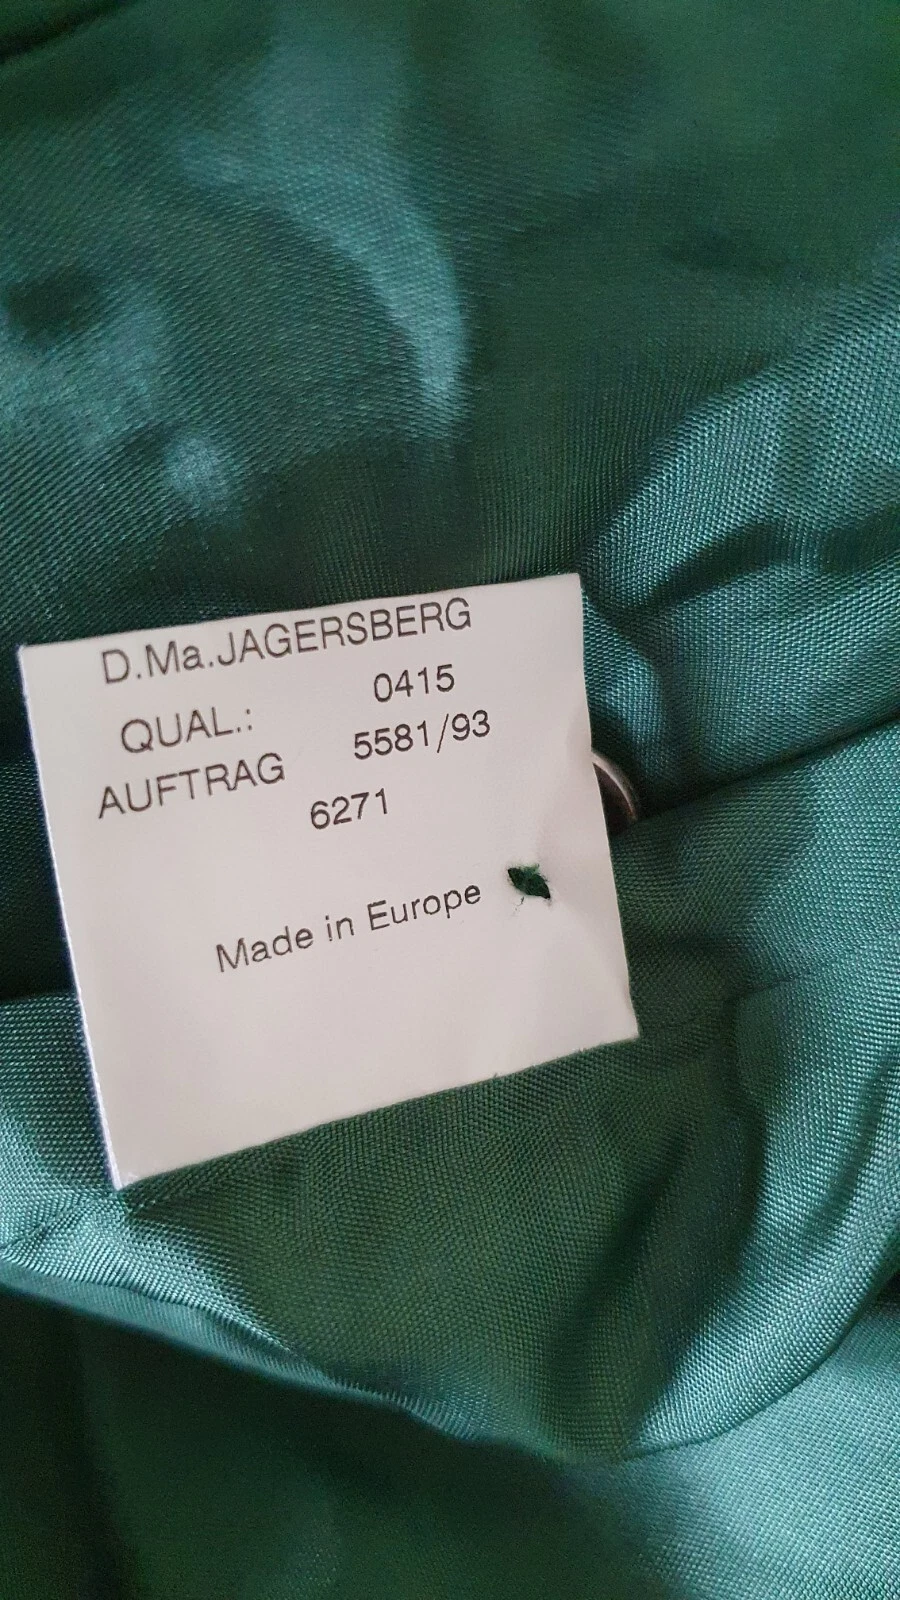 D.Ma.JAGERSBERG
QUAL.: 0415
AUFTRAG 5581/93
6271
Made in Europe